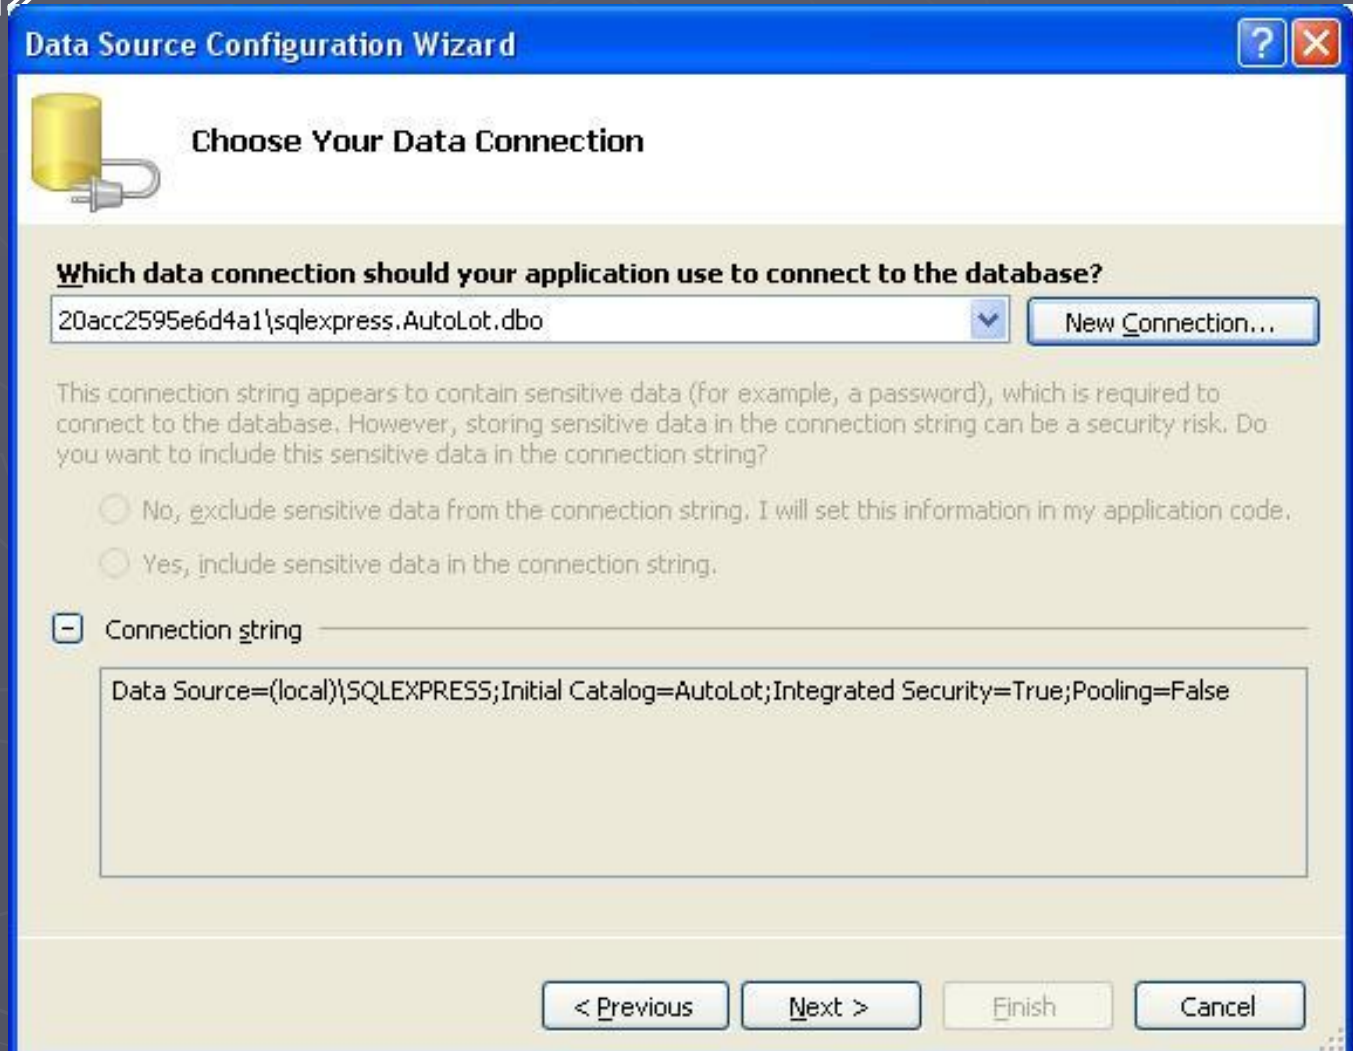 Data Source Configuration Wizard
Choose Your Data Connection
Which data connection should your application use to connect to the database?
20acc2595e6d4a1\sqlexpress.AutoLot.dbo
New Connection...
This connection string appears to contain sensitive data (for example, a password), which is required to
connect to the database. However, storing sensitive data in the connection string can be a security risk. Do
you want to include this sensitive data in the connection string?
No, exclude sensitive data from the connection string. I will set this information in my application code.
Yes, include sensitive data in the connection string.
Connection string
Data Source=(local)\SQLEXPRESS;Initial Catalog=AutoLot;Integrated Security=True;Pooling=False
< Previous
Next >
Finish
Cancel